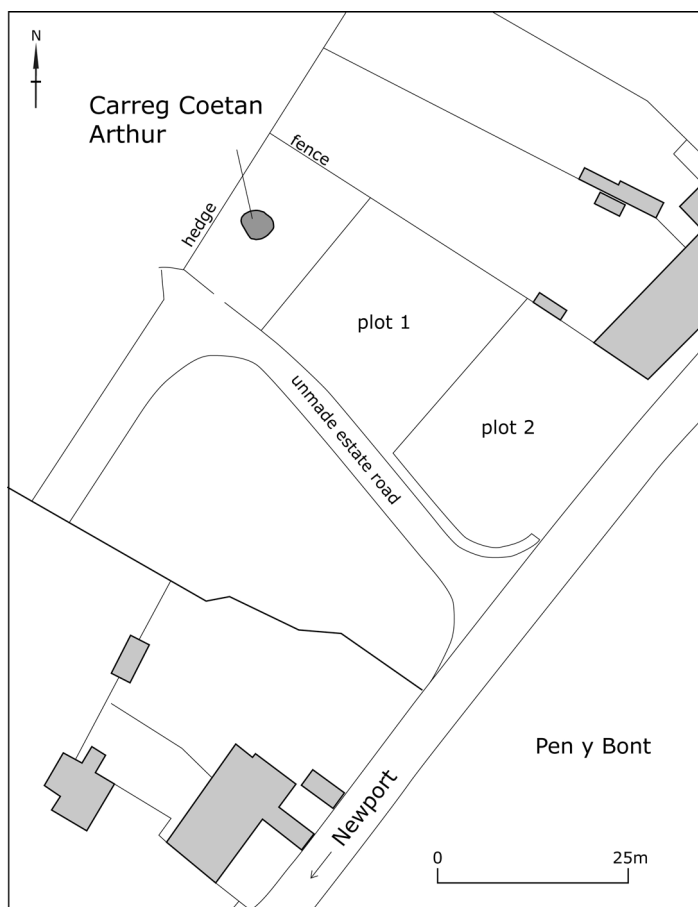 N
Carreg Coetan
Arthur
fence
hedge
plot 1
unmade estate road
plot 2
Pen y Bont
Newport
0 25m